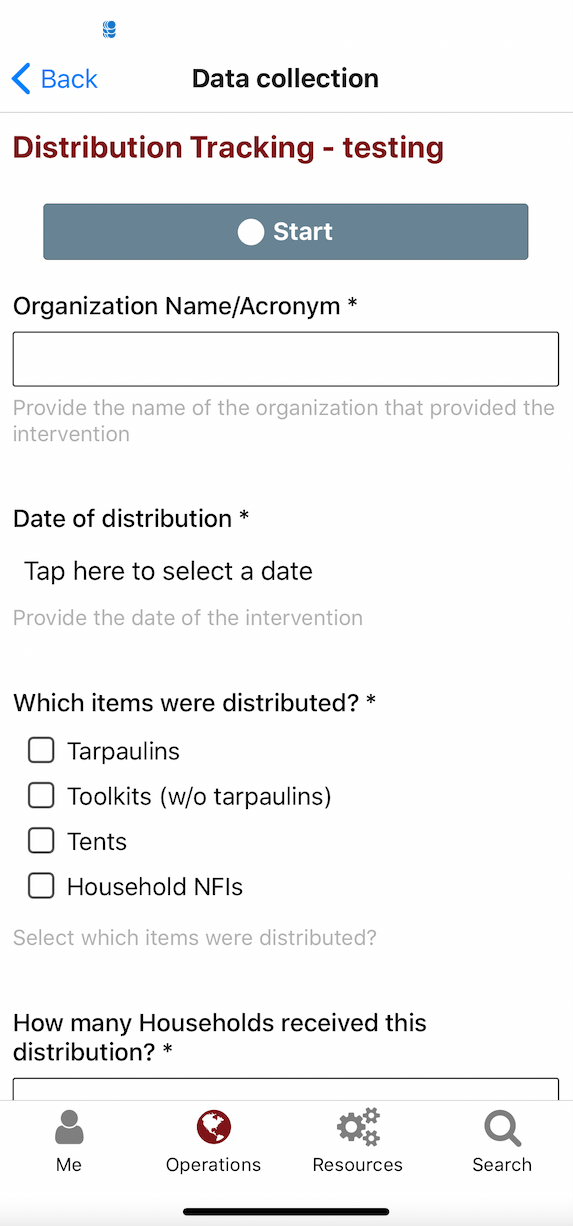 Back
Data collection
Distribution Tracking - testing
Start
Organization Name/Acronym *
Provide the name of the organization that provided the
intervention
Date of distribution *
Tap here to select a date
Provide the date of the intervention
Which items were distributed? *
Tarpaulins
Toolkits (w/o tarpaulins)
Tents
Household NFIs
Select which items were distributed?
How many Households received this
distribution? *
Me
Operations
Resources
Search